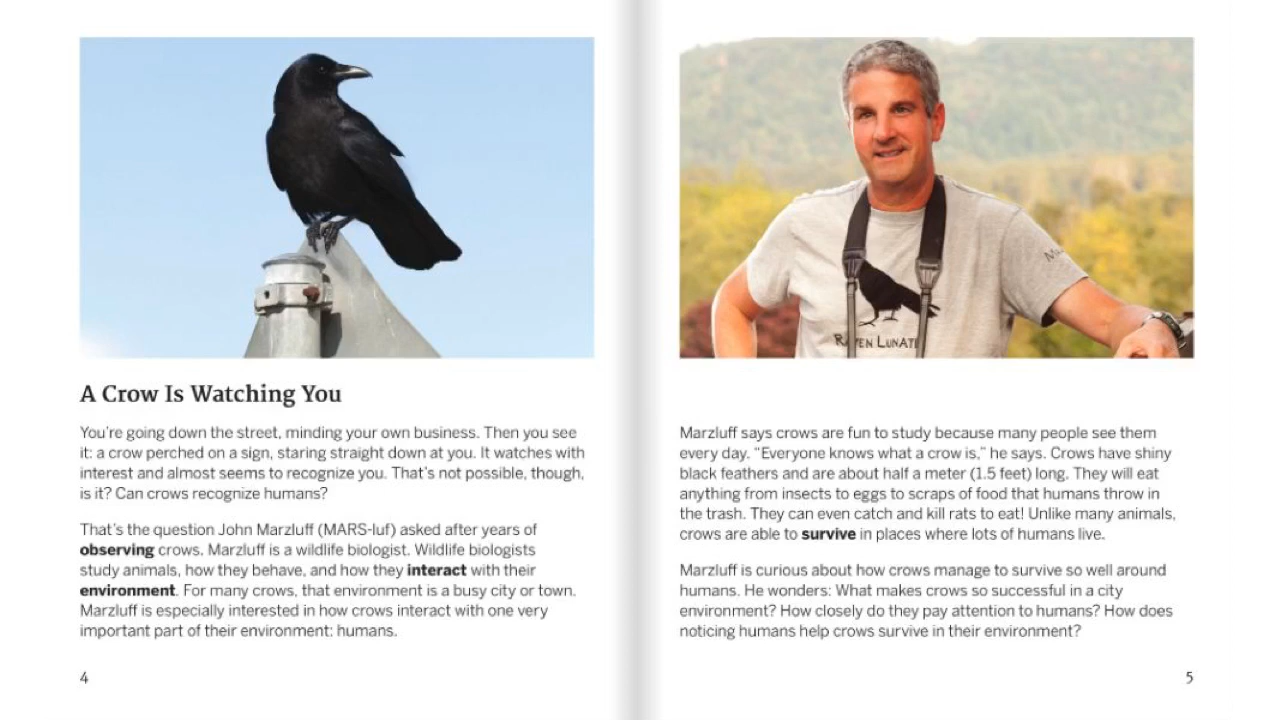 A Crow Is Watching You
You're going down the street, minding your own business. Then you see
it: a crow perched on a sign, staring straight down at you. It watches with
interest and almost seems to recognize you. That's not possible, though,
is it? Can crows recognize humans?
That's the question John Marzluff (MARS-luf) asked after years of
observing crows. Marzluff is a wildlife biologist. Wildlife biologists
study animals, how they behave, and how they interact with their
environment. For many crows, that environment is a busy city or town.
Marzluff is especially interested in how crows interact with one very
important part of their environment: humans.
4
LUNATI
Marzluff says crows are fun to study because many people see them
every day. “Everyone knows what a crow is,” he says. Crows have shiny
black feathers and are about half a meter (1.5 feet) long. They will eat
anything from insects to eggs to scraps of food that humans throw in
the trash. They can even catch and kill rats to eat! Unlike many animals,
crows are able to survive in places where lots of humans live.
Marzluff is curious about how crows manage to survive so well around
humans. He wonders: What makes crows so successful in a city
environment? How closely do they pay attention to humans? How does
noticing humans help crows survive in their environment?
5